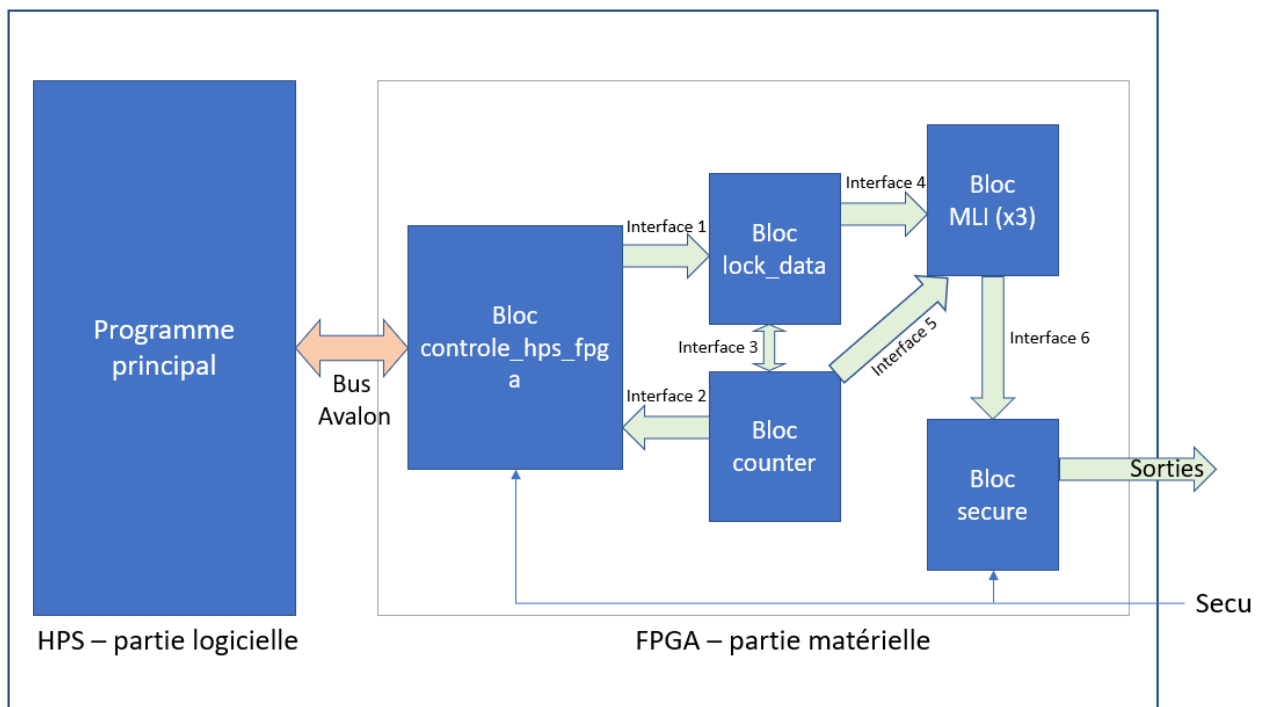 Programme
principal
Bus
Avalon
Bloc
controle_hps_fpg
a
Interface 1
Interface 2
Bloc
lock_data
Interface 3
Bloc
counter
Interface 4
Interface 5
Bloc
MLI (x3)
Interface 6
Bloc
secure
Sorties
Secu
HPS – partie logicielle
FPGA – partie matérielle